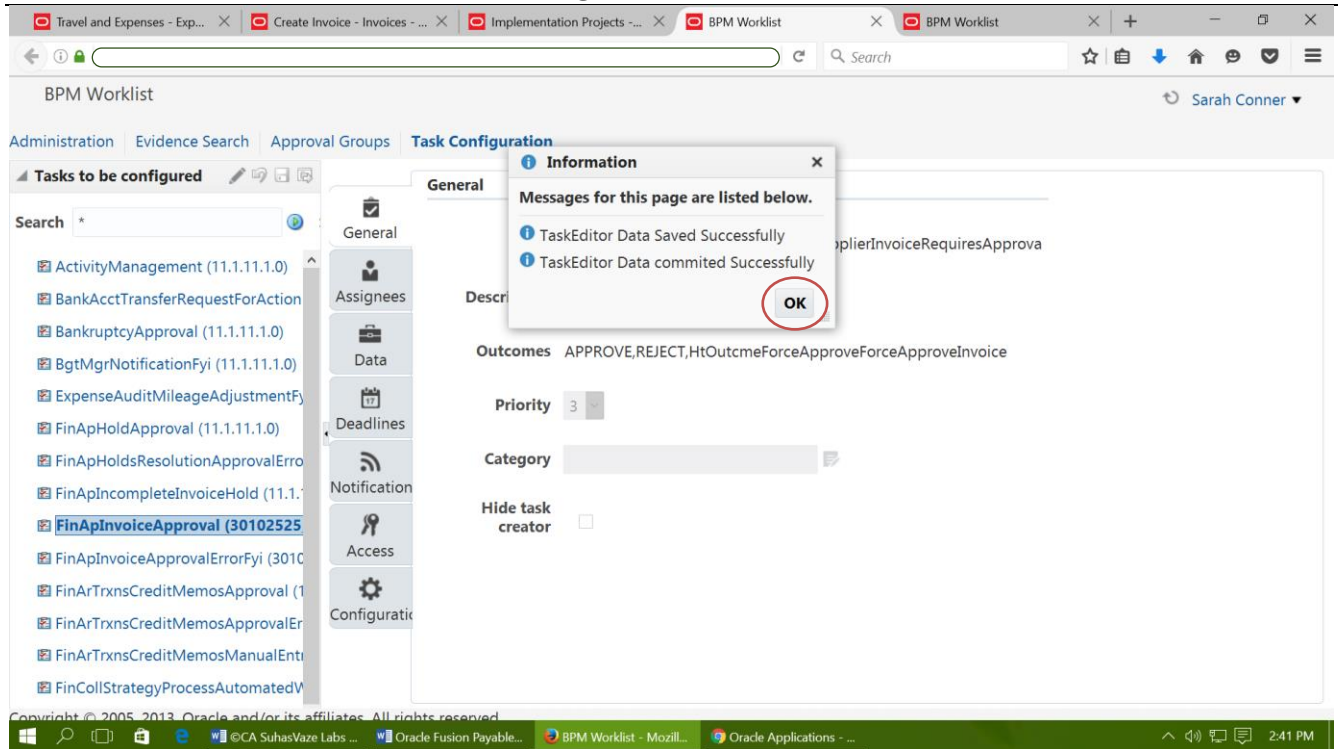 Travel and Expenses - Exp... Create Invoice - Invoices - ... Implementation Projects -... BPM Worklist BPM Worklist
Search
BPM Worklist Sarah Conner
Administration Evidence Search Approval Groups Task Configuration
Information
Messages for this page are listed below.
TaskEditor Data Saved Successfully
TaskEditor Data commited Successfully
OK
Tasks to be configured
Search *
ActivityManagement (11.1.11.1.0)
BankAcctTransferRequestForAction
BankruptcyApproval (11.1.11.1.0)
BgtMgrNotificationFyi (11.1.11.1.0)
ExpenseAuditMileageAdjustmentFy
FinApHoldApproval (11.1.11.1.0)
FinApHoldsResolutionApprovalErro
FinApIncompleteInvoiceHold (11.1.1
FinApInvoiceApproval (30102525
FinApInvoiceApprovalErrorFyi (3010
FinArTrxnsCreditMemosApproval (1
FinArTrxnsCreditMemosApprovalEr
FinArTrxnsCreditMemosManualEntr
FinCollStrategyProcessAutomatedW
General
Assignees
Data
17
Deadlines
Notification
Access
Configuratio
General
plierInvoiceRequiresApprova
Descri
Outcomes APPROVE,REJECT,HtOutcmeForceApproveForceApproveInvoice
Priority 3
Category
Hide task
creator
Copyright © 2005, 2013, Oracle and/or its affiliates. All rights reserved
©CA SuhasVaze Labs ... Oracle Fusion Payable... BPM Worklist - Mozill... Oracle Applications - ... 2:41 PM